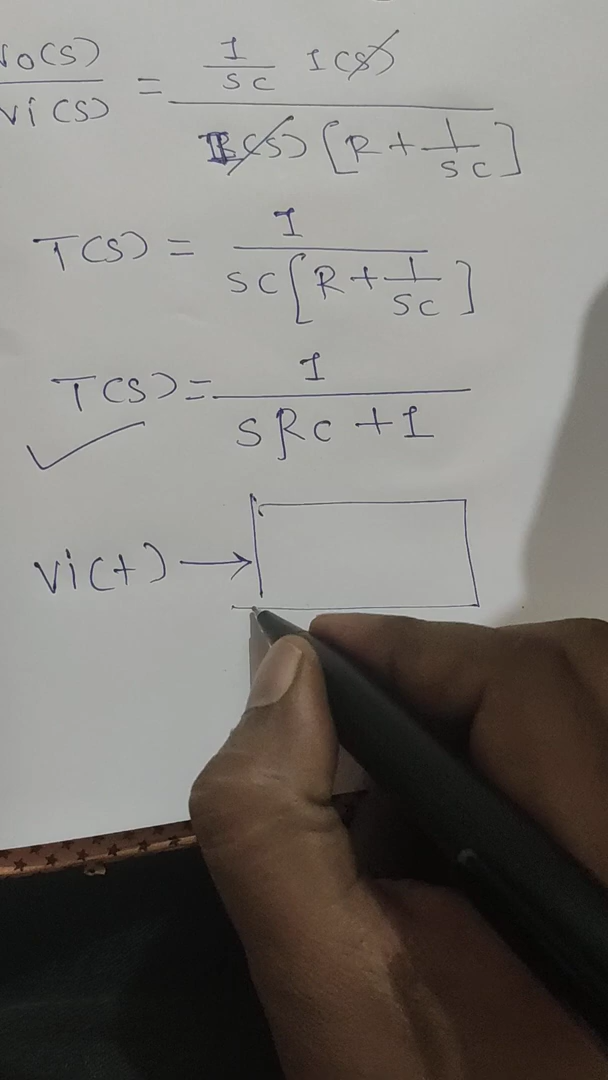 Vo(s)/Vi(s) = 1/sc I(s) / I(s) [R + 1/sc]
T(s) = 1 / sc[R + 1/sc]
T(s) = 1 / sRc + 1
Vi(t) →